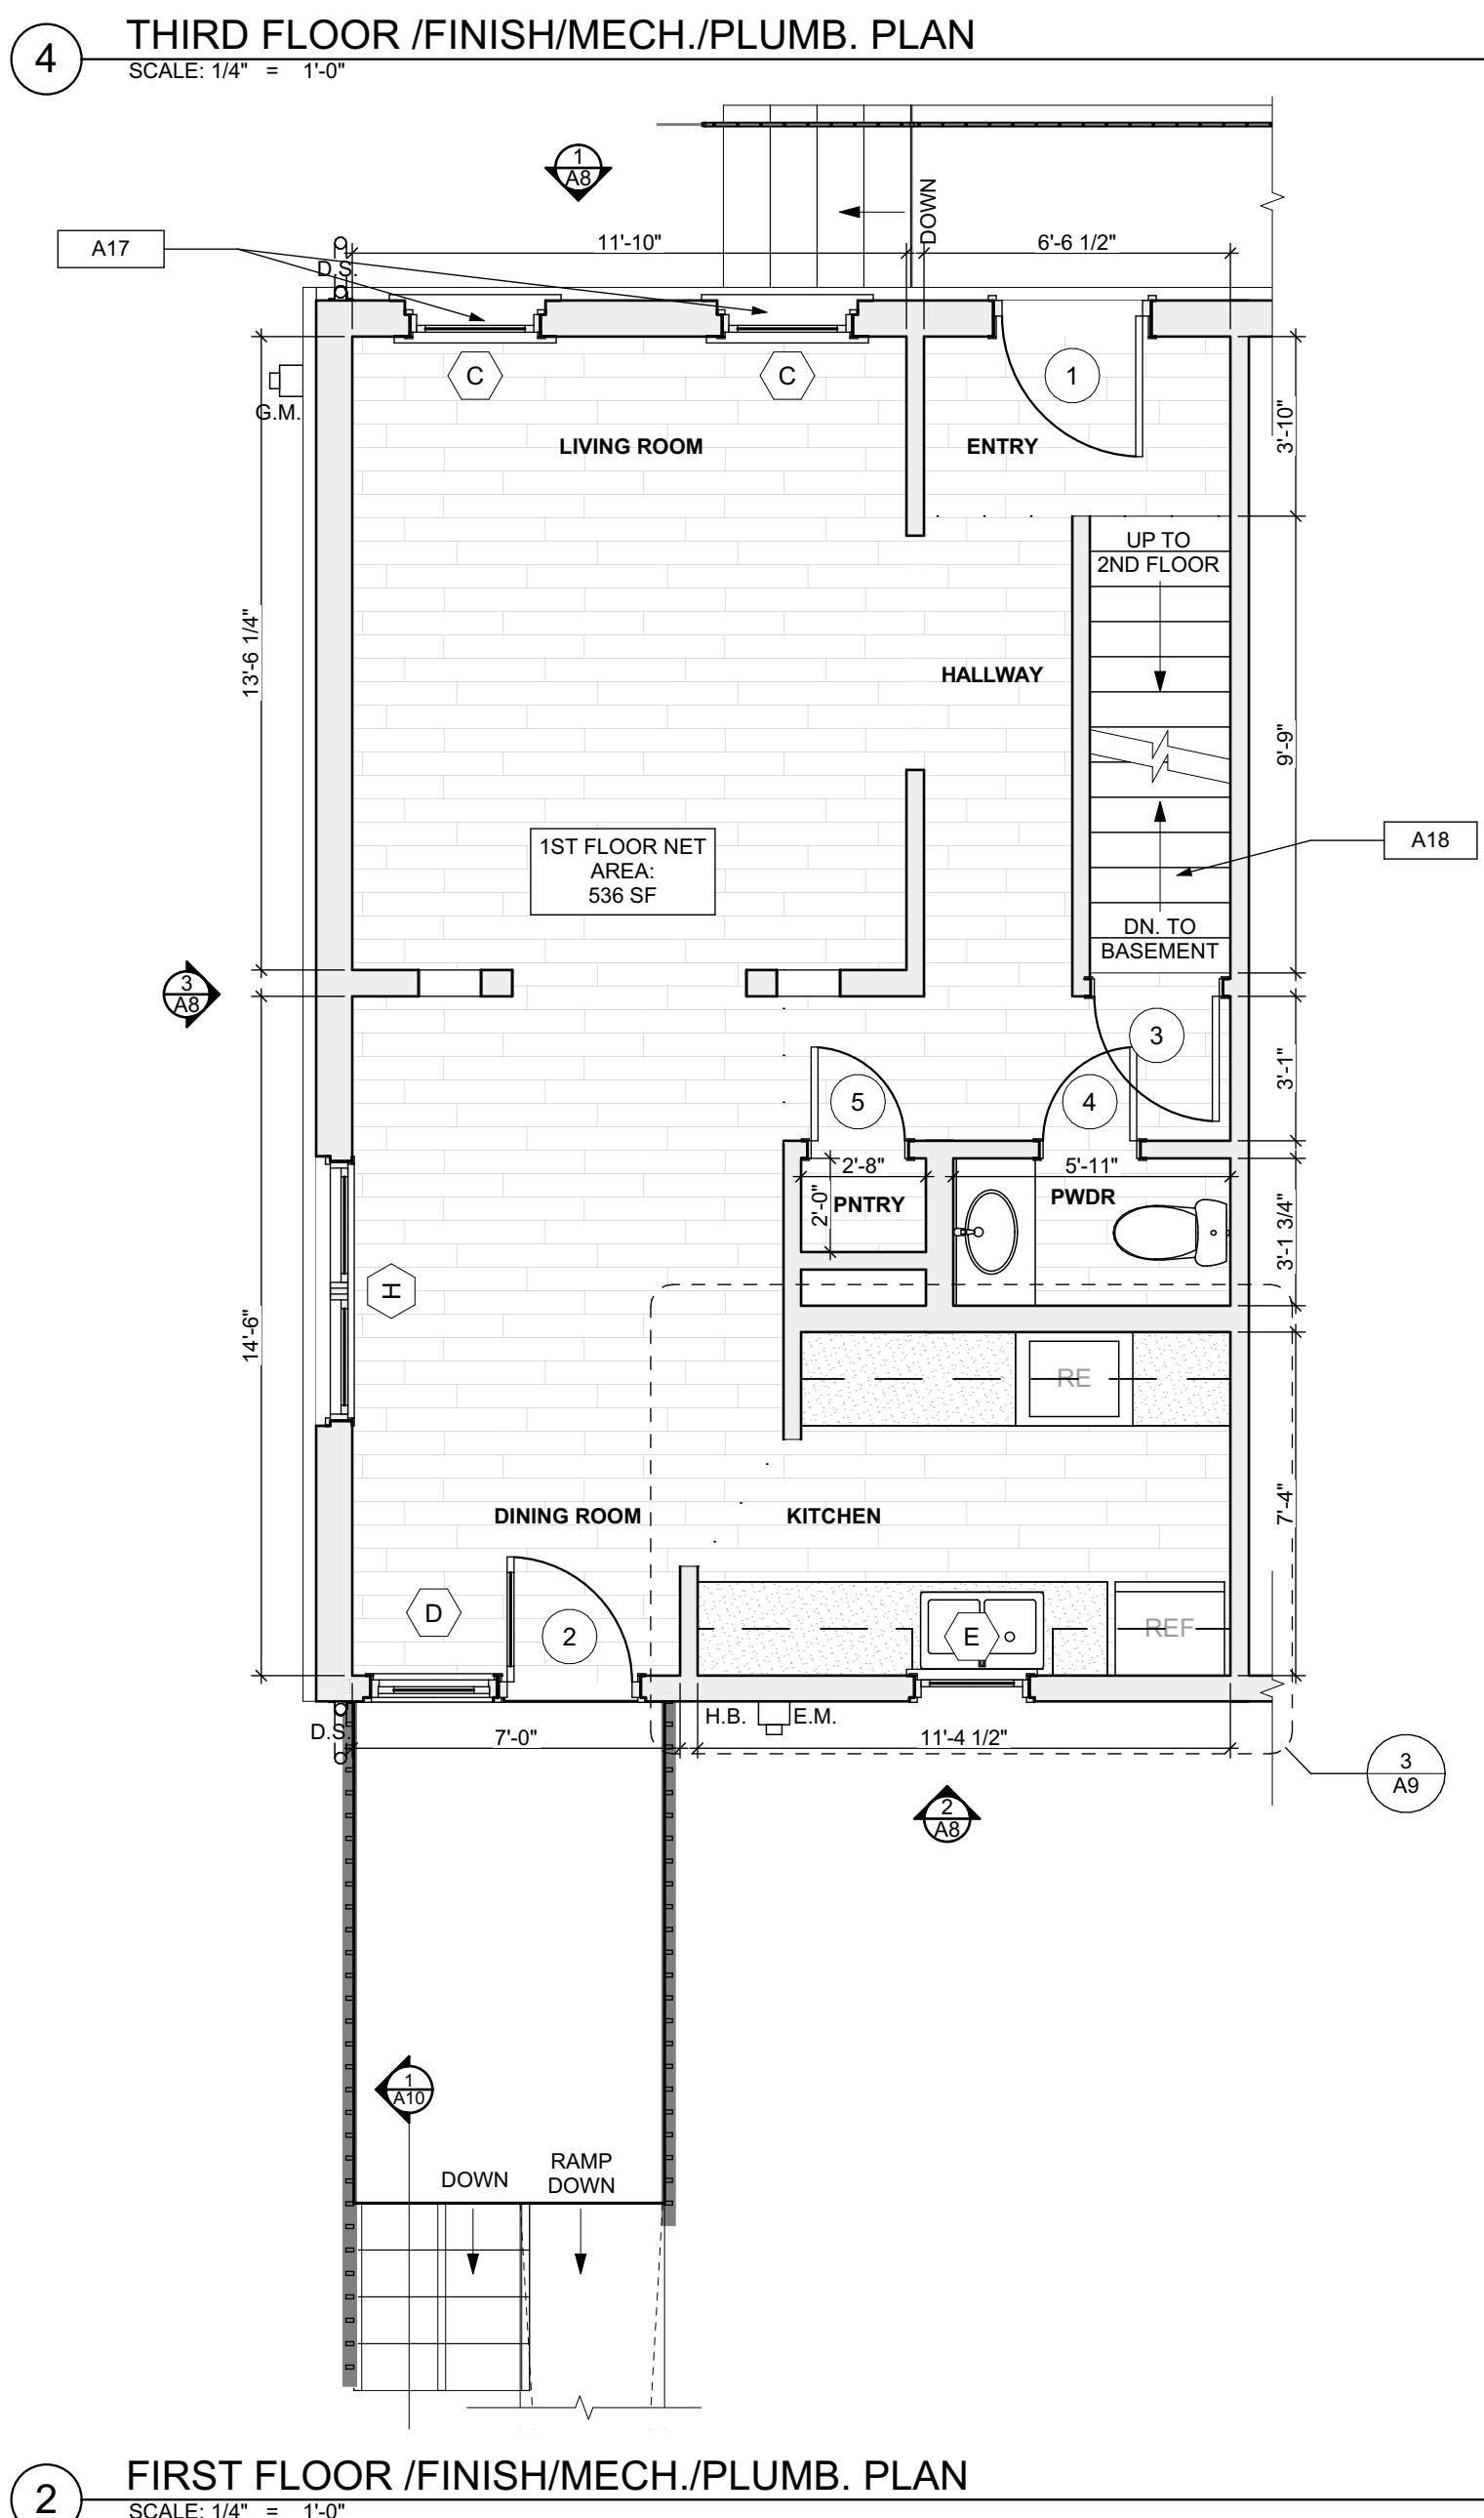 4
THIRD FLOOR /FINISH/MECH./PLUMB. PLAN
SCALE: 1/4" = 1'-0"
1
A8
DOWN
A17
11'-10"
6'-6 1/2"
D.S.
C
C
1
G.M.
3'-10"
LIVING ROOM
ENTRY
UP TO
2ND FLOOR
13'-6 1/4"
HALLWAY
9'-9"
1ST FLOOR NET
AREA:
536 SF
A18
DN. TO
BASEMENT
3
A8
3
3'-1"
5
4
2'-8"
5'-11"
2'-0"
PNTRY
PWDR
3'-1 3/4"
H
14'-6"
RE
7'-4"
DINING ROOM
KITCHEN
D
2
E
REF
D.S.
H.B.
E.M.
7'-0"
11'-4 1/2"
3
A9
2
A8
1
A10
DOWN
RAMP
DOWN
2
FIRST FLOOR /FINISH/MECH./PLUMB. PLAN
SCALE: 1/4" = 1'-0"